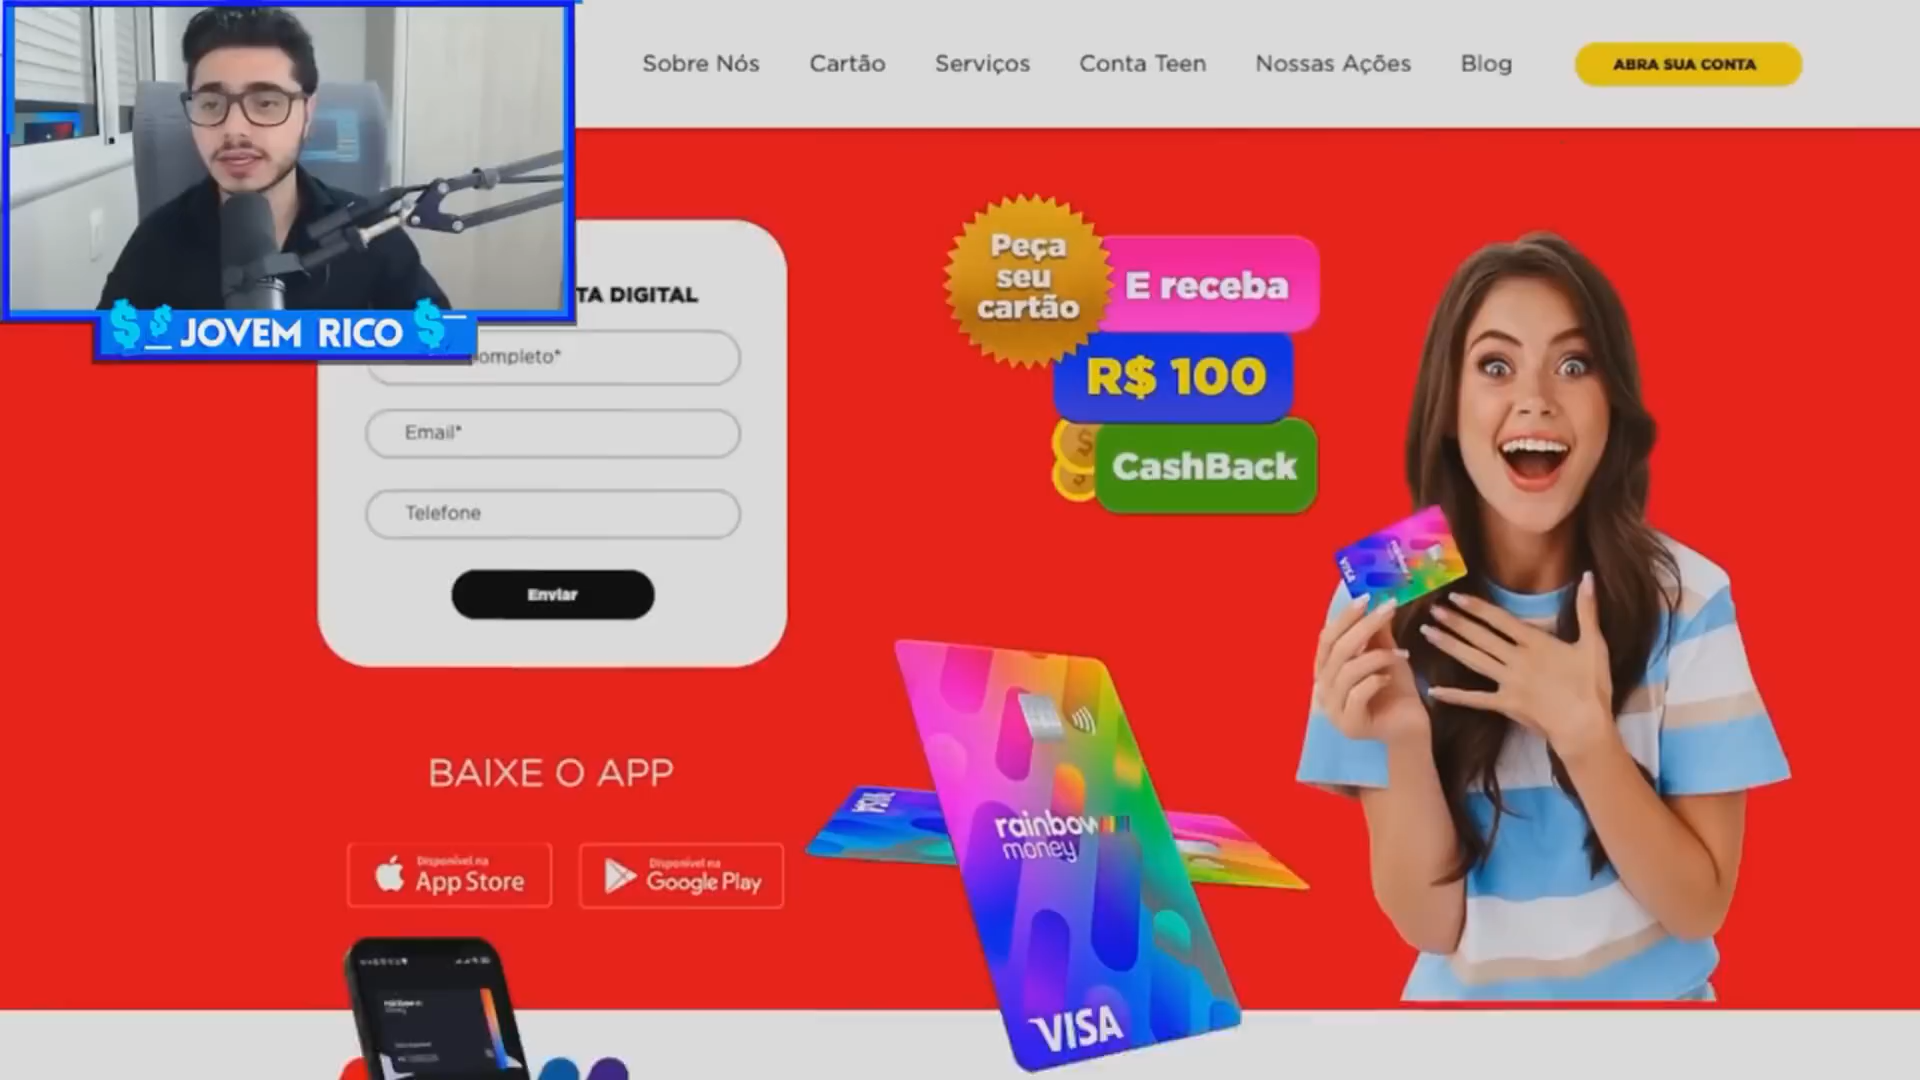 Sobre Nós Cartão Serviços Conta Teen Nossas Ações Blog ABRA SUA CONTA
$ $ JOVEM RICO $
TA DIGITAL
ompleto*
Email*
Telefone
Enviar
Peça
seu
cartão
E receba
R$ 100
CashBack
BAIXE O APP
Disponível na
App Store
Disponível na
Google Play
rainbow
money
VISA
VISA
VISA